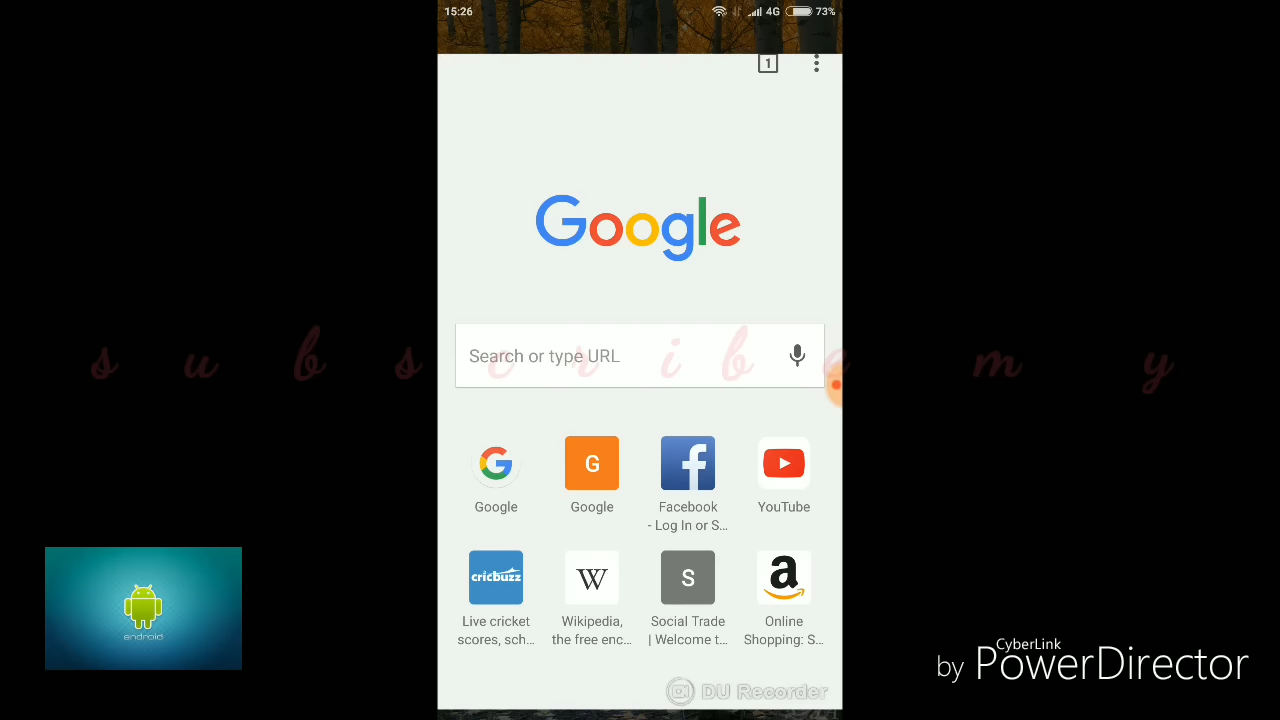 15:26
4G
73%
1
Google
Search or type URL
s u b s c r i b e m y
G
f
Google
Google
Facebook
- Log In or S...
YouTube
cricbuzz
W
S
a
Live cricket
scores, sch...
Wikipedia,
the free enc...
Social Trade
| Welcome t...
Online
Shopping: S...
android
CyberLink
by PowerDirector
DU Recorder